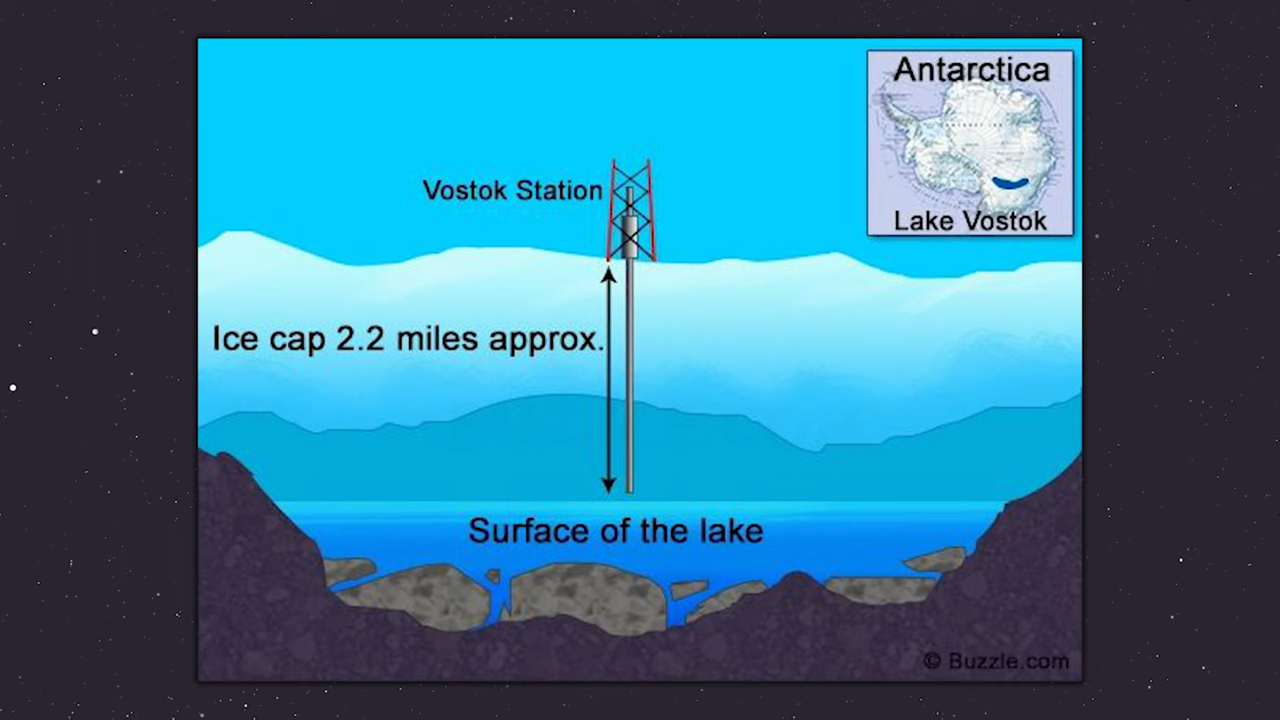 Antarctica
Lake Vostok
Vostok Station
Ice cap 2.2 miles approx.
Surface of the lake
© Buzzle.com